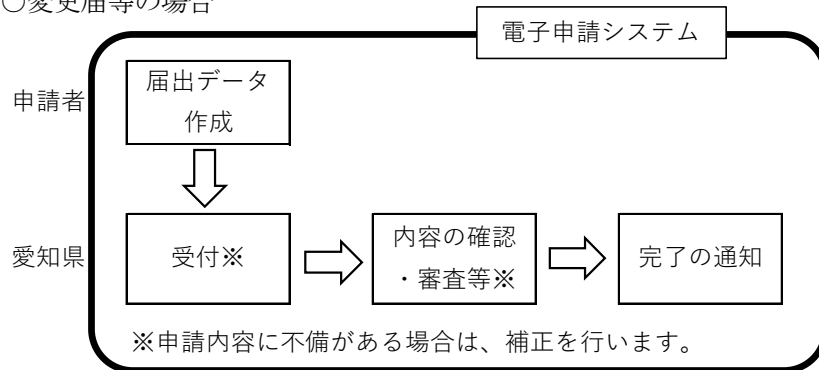 〇変更届等の場合
電子申請システム
申請者
届出データ
作成
愛知県
受付※
内容の確認
・審査等※
完了の通知
※申請内容に不備がある場合は、補正を行います。